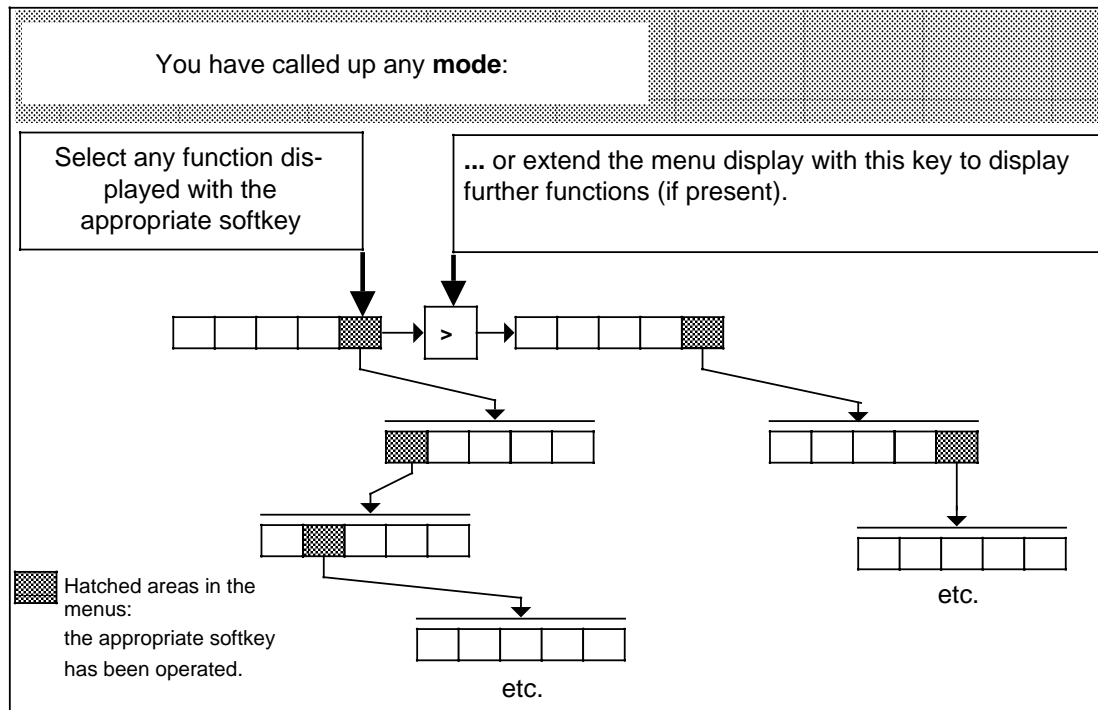 You have called up any mode:
Select any function dis-
played with the
appropriate softkey
... or extend the menu display with this key to display
further functions (if present).
>
Hatched areas in the
menus:
the appropriate softkey
has been operated.
etc.
etc.